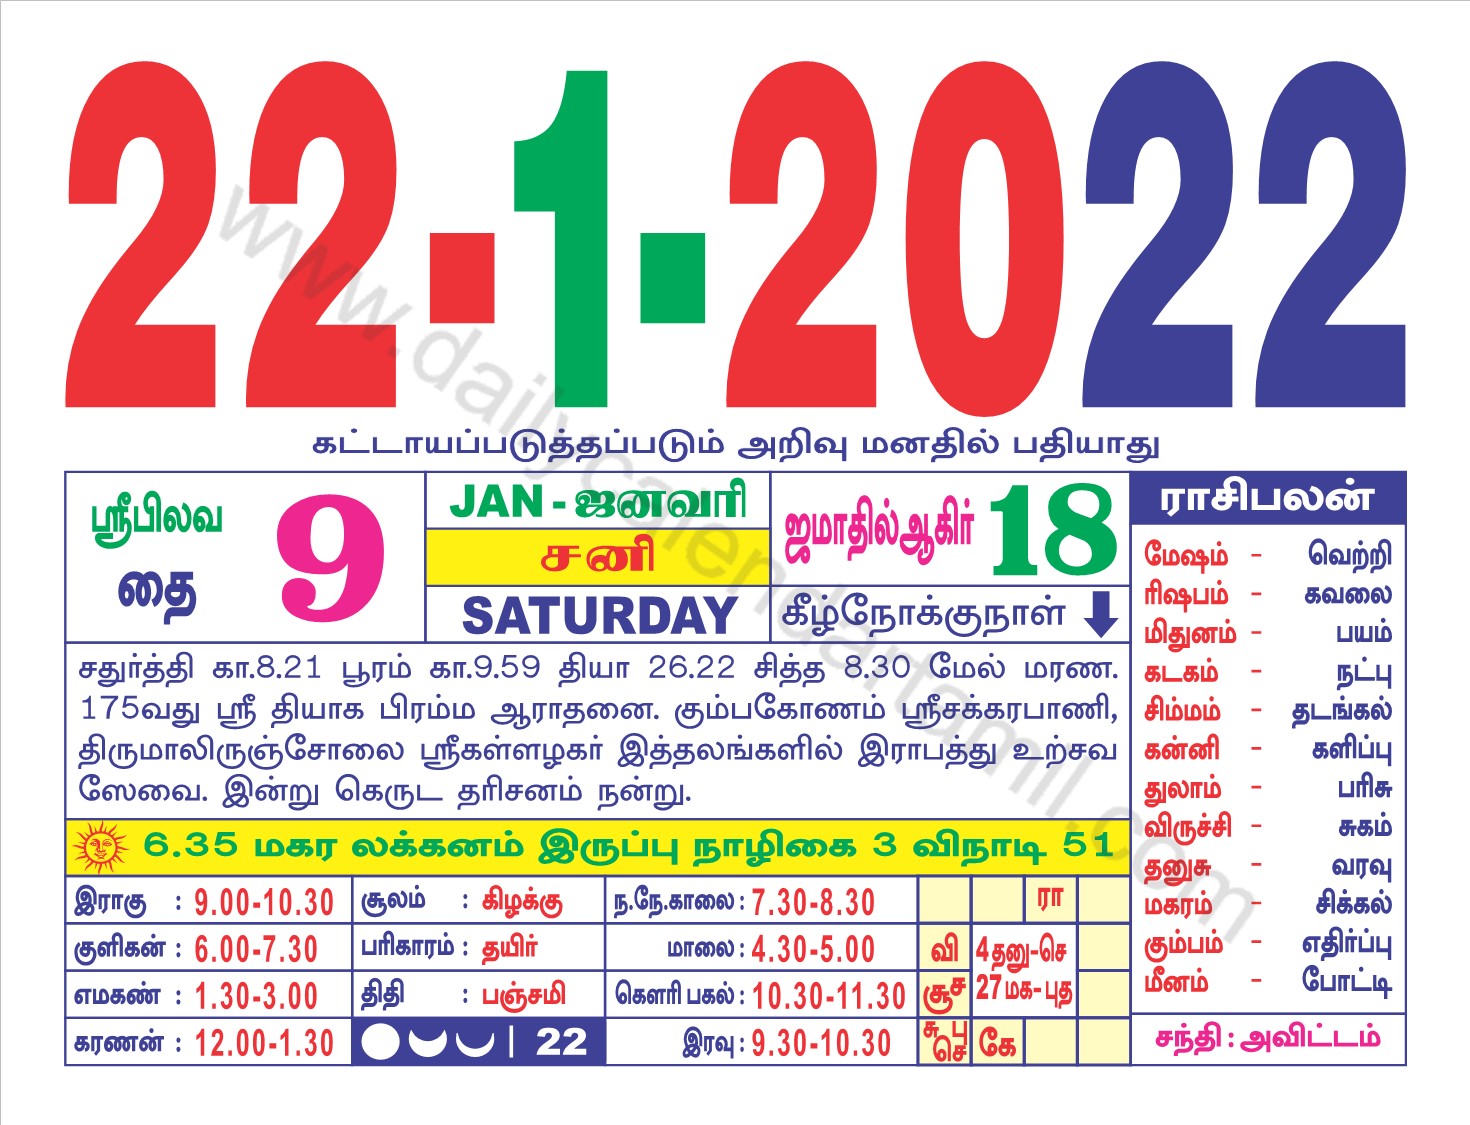 22-1-2022
கட்டாயப்படுத்தப்படும் அறிவு மனதில் பதியாது
ஸ்ரீபிலவ
தை
9
JAN - ஜனவரி
சனி
SATURDAY
ஜமாதில்ஆகிர் 18
கீழ்நோக்குநாள்
சதுர்த்தி கா.8.21 பூரம் கா.9.59 தியா 26.22 சித்த 8.30 மேல் மரண.
175வது ஸ்ரீ தியாக பிரம்ம ஆராதனை. கும்பகோணம் ஸ்ரீசக்கரபாணி,
திருமாலிருஞ்சோலை ஸ்ரீகள்ளழகர் இத்தலங்களில் இராபத்து உற்சவ
ஸேவை. இன்று கெருட தரிசனம் நன்று.
6.35 மகர லக்கனம் இருப்பு நாழிகை 3 விநாடி 51
இராகு : 9.00-10.30
குளிகன் : 6.00-7.30
எமகண் : 1.30-3.00
கரணன் : 12.00-1.30
சூலம் : கிழக்கு
பரிகாரம் : தயிர்
திதி : பஞ்சமி
| 22
ந.நே.காலை : 7.30-8.30
மாலை : 4.30-5.00
கௌரி பகல் : 10.30-11.30
இரவு : 9.30-10.30
ரா
வி
4 தனு-செ
27 மக-புத
சூச
சு பு
செ
கே
ராசிபலன்
மேஷம் - வெற்றி
ரிஷபம் - கவலை
மிதுனம் - பயம்
கடகம் - நட்பு
சிம்மம் - தடங்கல்
கன்னி - களிப்பு
துலாம் - பரிசு
விருச்சி - சுகம்
தனுசு - வரவு
மகரம் - சிக்கல்
கும்பம் - எதிர்ப்பு
மீனம் - போட்டி
சந்தி : அவிட்டம்
www.dailycalendartamil.com